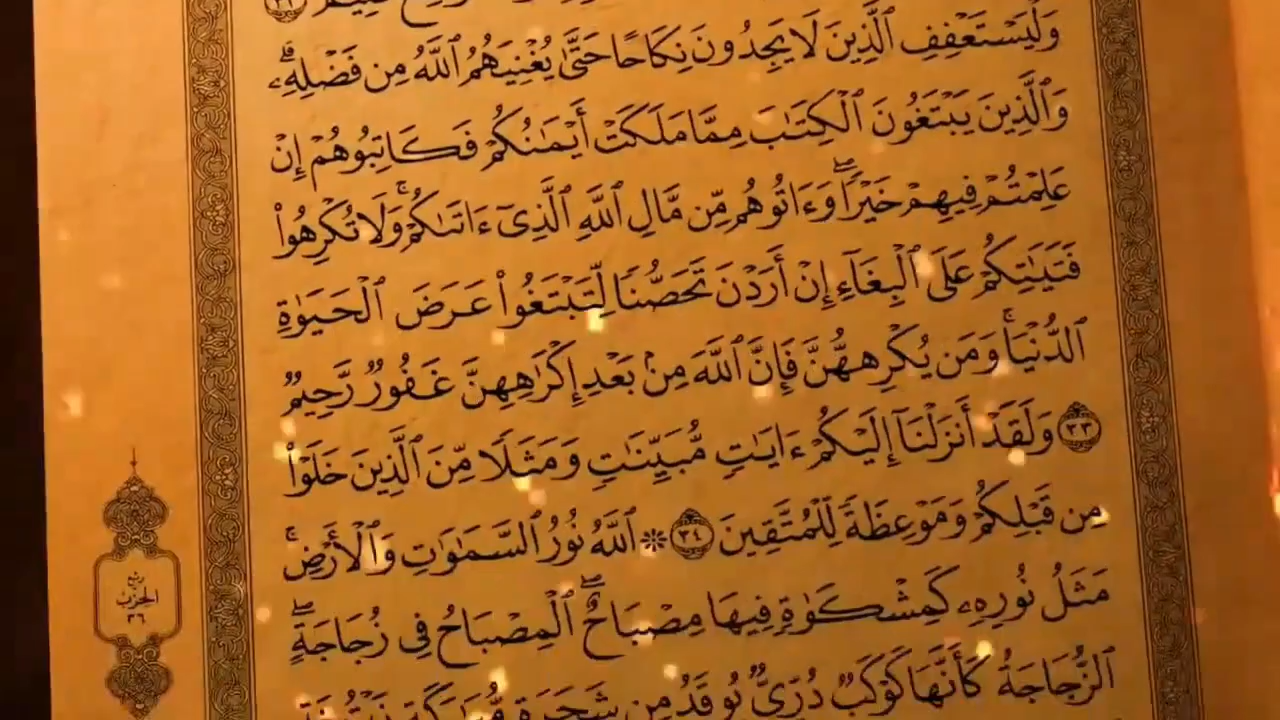 وَلْيَسْتَعْفِفِ ٱلَّذِينَ لَا يَجِدُونَ نِكَاحًا حَتَّىٰ يُغْنِيَهُمُ ٱللَّهُ مِن فَضْلِهِۦۗ
وَٱلَّذِينَ يَبْتَغُونَ ٱلْكِتَـٰبَ مِمَّا مَلَكَتْ أَيْمَـٰنُكُمْ فَكَاتِبُوهُمْ إِنْ
عَلِمْتُمْ فِيهِمْ خَيْرًاۖ وَءَاتُوهُم مِّن مَّالِ ٱللَّهِ ٱلَّذِىٓ ءَاتَىٰكُمْۚ وَلَا تُكْرِهُوا۟
فَتَيَـٰتِكُمْ عَلَى ٱلْبِغَآءِ إِنْ أَرَدْنَ تَحَصُّنًا لِّتَبْتَغُوا۟ عَرَضَ ٱلْحَيَوٰةِ
ٱلدُّنْيَاۚ وَمَن يُكْرِههُّنَّ فَإِنَّ ٱللَّهَ مِنۢ بَعْدِ إِكْرَٰهِهِنَّ غَفُورٌ رَّحِيمٌ
٣٣ وَلَقَدْ أَنزَلْنَآ إِلَيْكُمْ ءَايَـٰتٍ مُّبَيِّنَـٰتٍ وَمَثَلًا مِّنَ ٱلَّذِينَ خَلَوْا۟
مِن قَبْلِكُمْ وَمَوْعِظَةً لِّلْمُتَّقِينَ ٣٤ ۞ ٱللَّهُ نُورُ ٱلسَّمَـٰوَٰتِ وَٱلْأَرْضِۚ
مَثَلُ نُورِهِۦ كَمِشْكَوٰةٍ فِيهَا مِصْبَاحٌۖ ٱلْمِصْبَاحُ فِى زُجَاجَةٍۖ
ٱلزُّجَاجَةُ كَأَنَّهَا كَوْكَبٌ دُرِّىٌّ يُوقَدُ مِن شَجَرَةٍ مُّبَـٰرَكَةٍ
ربع
الحزب
٣٦